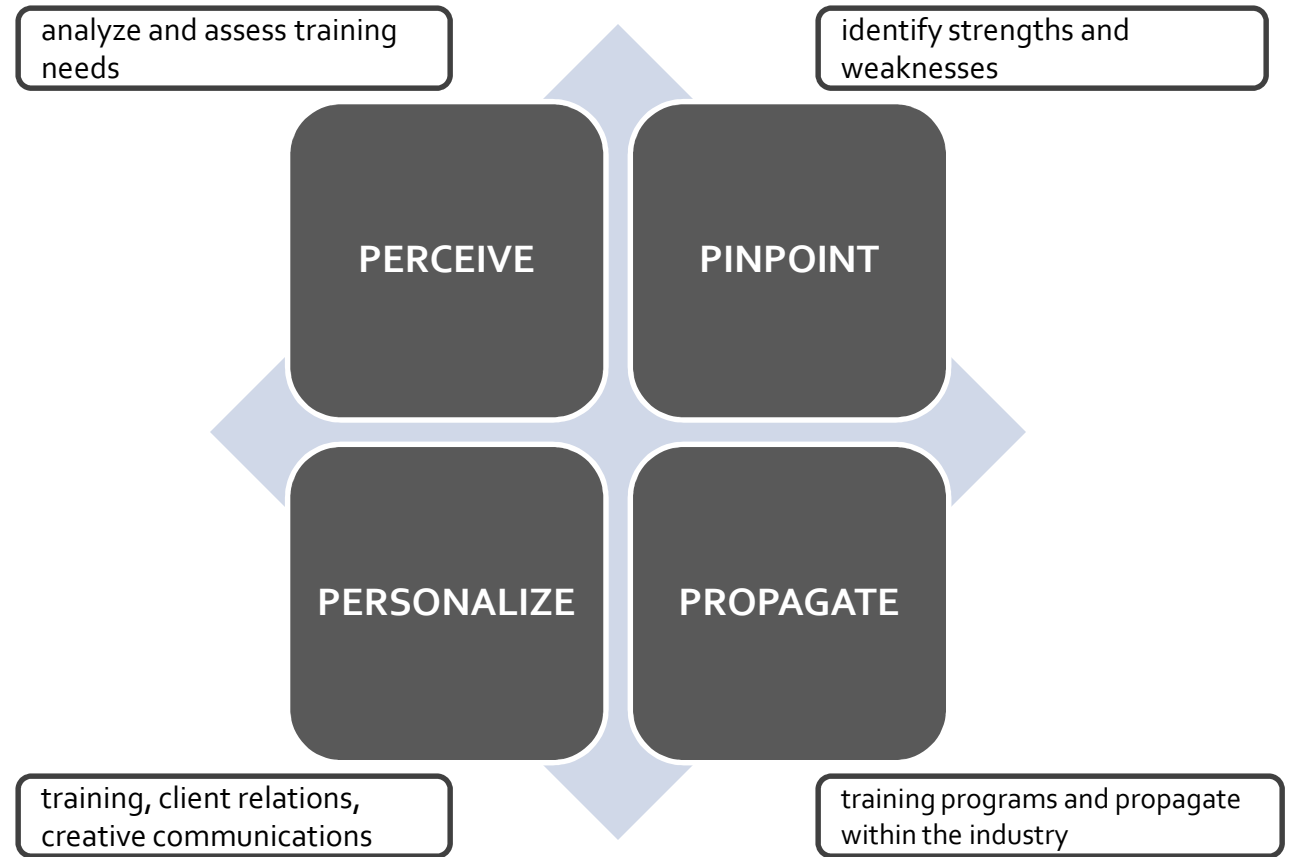 analyze and assess training
needs
identify strengths and
weaknesses
PERCEIVE
PINPOINT
PERSONALIZE
PROPAGATE
training, client relations,
creative communications
training programs and propagate
within the industry